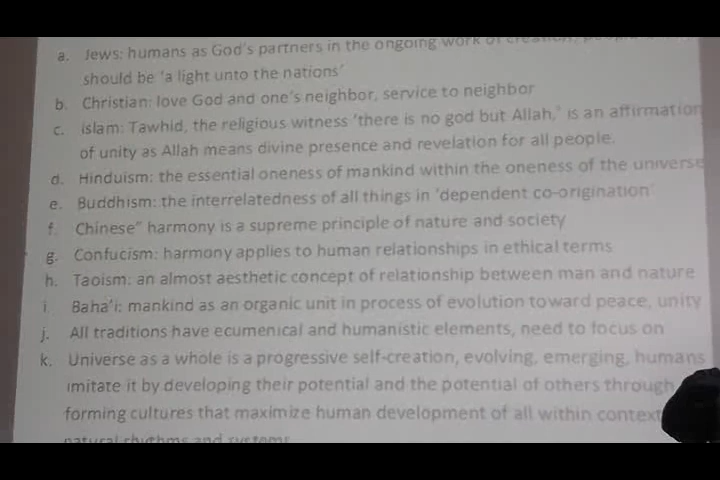 a. Jews: humans as God's partners in the ongoing work of creation,
should be 'a light unto the nations'
b. Christian: love God and one's neighbor, service to neighbor
c. islam: Tawhid, the religious witness 'there is no god but Allah,' is an affirmation
of unity as Allah means divine presence and revelation for all people.
d. Hinduism: the essential oneness of mankind within the oneness of the universe
e. Buddhism: the interrelatedness of all things in 'dependent co-origination'
f. Chinese" harmony is a supreme principle of nature and society
g. Confucism: harmony applies to human relationships in ethical terms
h. Taoism: an almost aesthetic concept of relationship between man and nature
i. Baha'i: mankind as an organic unit in process of evolution toward peace, unity
j. All traditions have ecumenical and humanistic elements, need to focus on
k. Universe as a whole is a progressive self-creation, evolving, emerging, humans
imitate it by developing their potential and the potential of others through
forming cultures that maximize human development of all within context
natural rhythms and systems